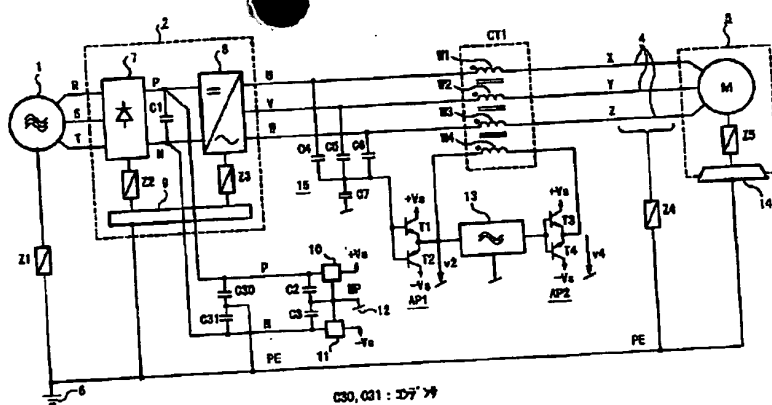 2
CT1
5
1
7
8
W1
4
R
P
U
X
S
C1
V
W2
Y
M
T
N
W
W3
Z
Z2
Z3
C4
C5
C6
W4
Z5
9
15
C7
+Vs
13
+Vs
14
T1
T3
Z1
10
+Vs
T2
T4
Z4
P
v2
v4
C30
C2
MP
-Vs
-Vs
C31
C3
12
AP1
AP2
N
-Vs
11
PE
PE
6
C30, C31 : コンデンサ